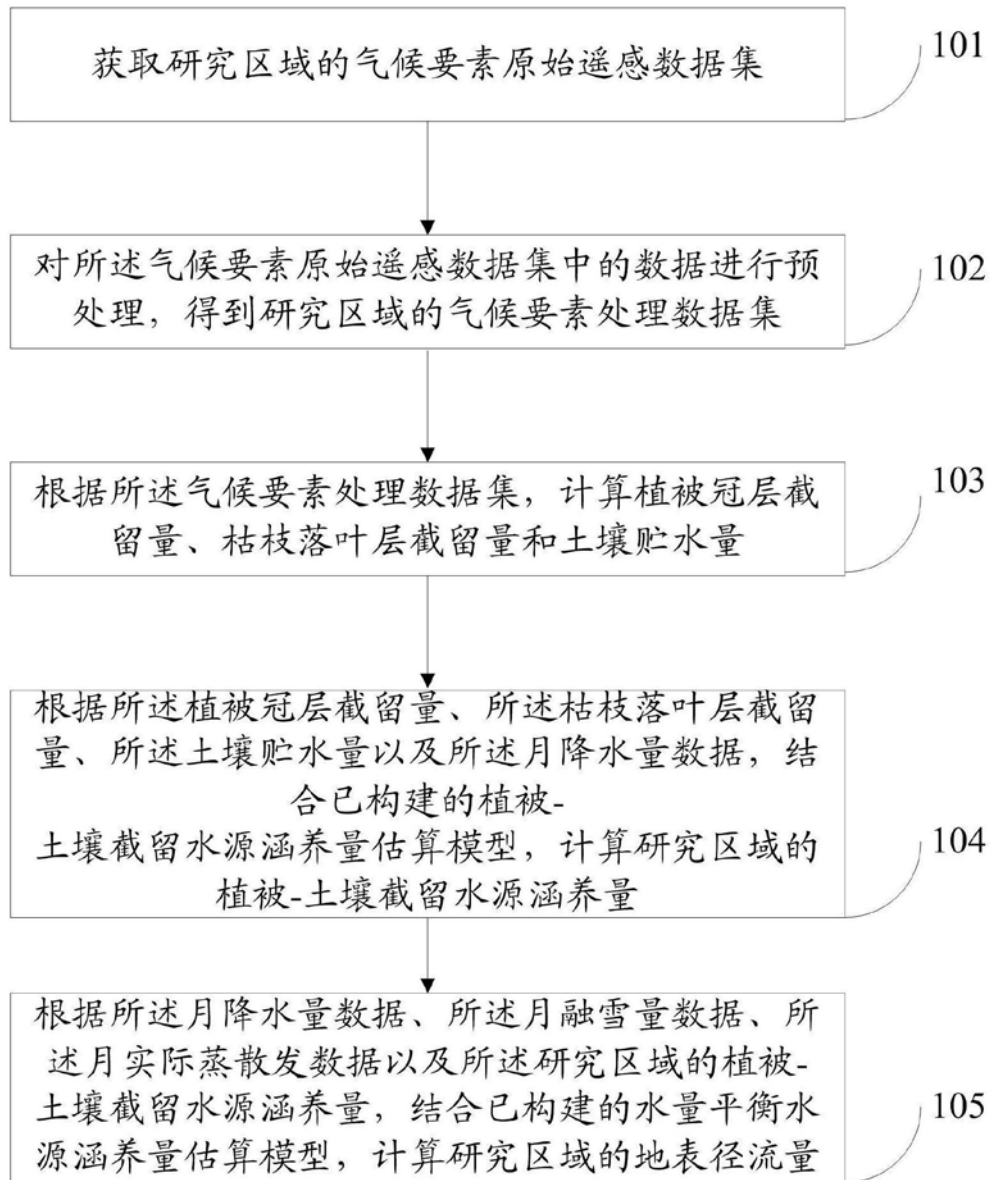 获取研究区域的气候要素原始遥感数据集
101
对所述气候要素原始遥感数据集中的数据进行预
处理，得到研究区域的气候要素处理数据集
102
根据所述气候要素处理数据集，计算植被冠层截
留量、枯枝落叶层截留量和土壤贮水量
103
根据所述植被冠层截留量、所述枯枝落叶层截留
量、所述土壤贮水量以及所述月降水量数据，结
合已构建的植被-
土壤截留水源涵养量估算模型，计算研究区域的
植被-土壤截留水源涵养量
104
根据所述月降水量数据、所述月融雪量数据、所
述月实际蒸散发数据以及所述研究区域的植被-
土壤截留水源涵养量，结合已构建的水量平衡水
源涵养量估算模型，计算研究区域的地表径流量
105